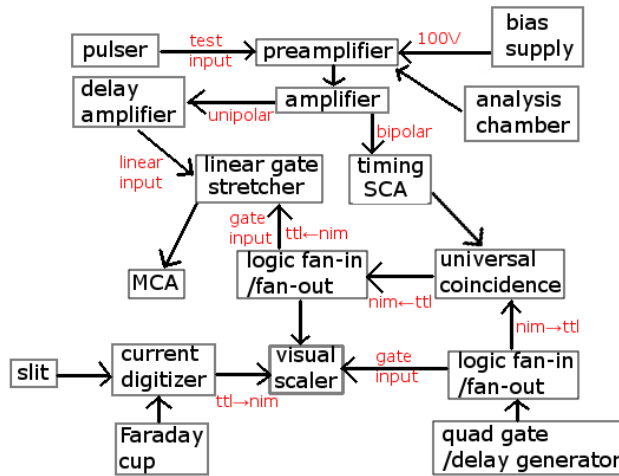 bias
supply
pulser
test
input
preamplifier
100V
delay
amplifier
unipolar
amplifier
bipolar
analysis
chamber
linear
input
linear gate
stretcher
timing
SCA
gate
input
ttl←nim
MCA
logic fan-in
/fan-out
nim←ttl
universal
coincidence
nim→ttl
slit
current
digitizer
ttl→nim
visual
scaler
gate
input
logic fan-in
/fan-out
Faraday
cup
quad gate
/delay generator